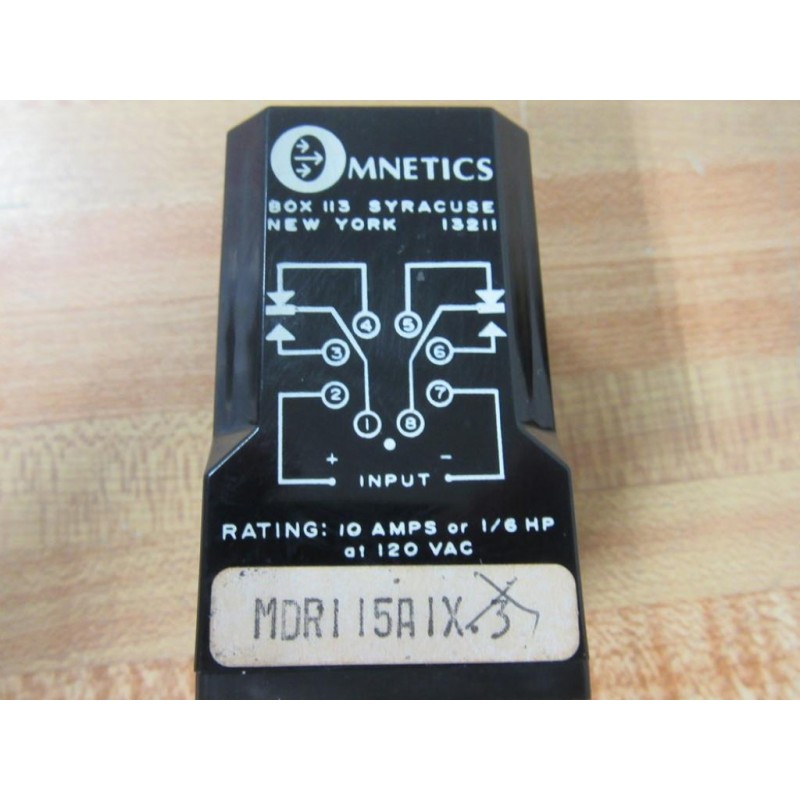 OMNETICS
BOX 113 SYRACUSE
NEW YORK 13211
4 5
3 6
2 7
1 8
+ -
INPUT
RATING: 10 AMPS or 1/6 HP
at 120 VAC
MDR115A1X.3